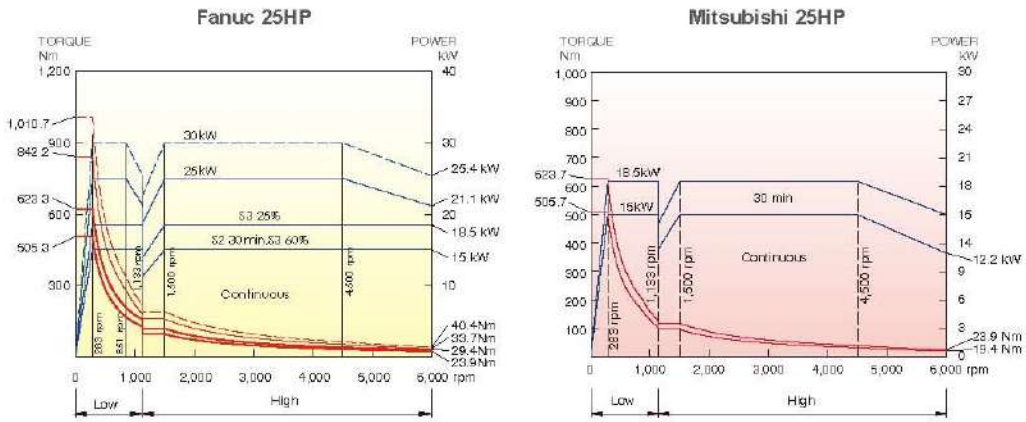 Fanuc 25HP
TORQUE
Nm
POWER
kW
1,200
1,010.7
900
842.2
623.3
600
505.3
300
40
30
25.4 kW
21.1 kW
20
18.5 kW
15 kW
10
40.4Nm
33.7Nm
29.4Nm
23.9Nm
30kW
25kW
S3 25%
S2 30 min,S3 60%
Continuous
283 rpm
851 rpm
1,133 rpm
1,500 rpm
4,500 rpm
0 1,000 2,000 3,000 4,000 5,000 6,000 rpm
Low High
Mitsubishi 25HP
TORQUE
Nm
POWER
kW
1,000
900
800
700
623.7
600
505.7
500
400
300
200
100
30
27
24
21
18
15
14
12.2 kW
9
6
3
0
23.9 Nm
19.4 Nm
18.5kW
15kW
30 min
Continuous
283 rpm
1,133 rpm
1,500 rpm
4,500 rpm
0 1,000 2,000 3,000 4,000 5,000 6,000 rpm
Low High